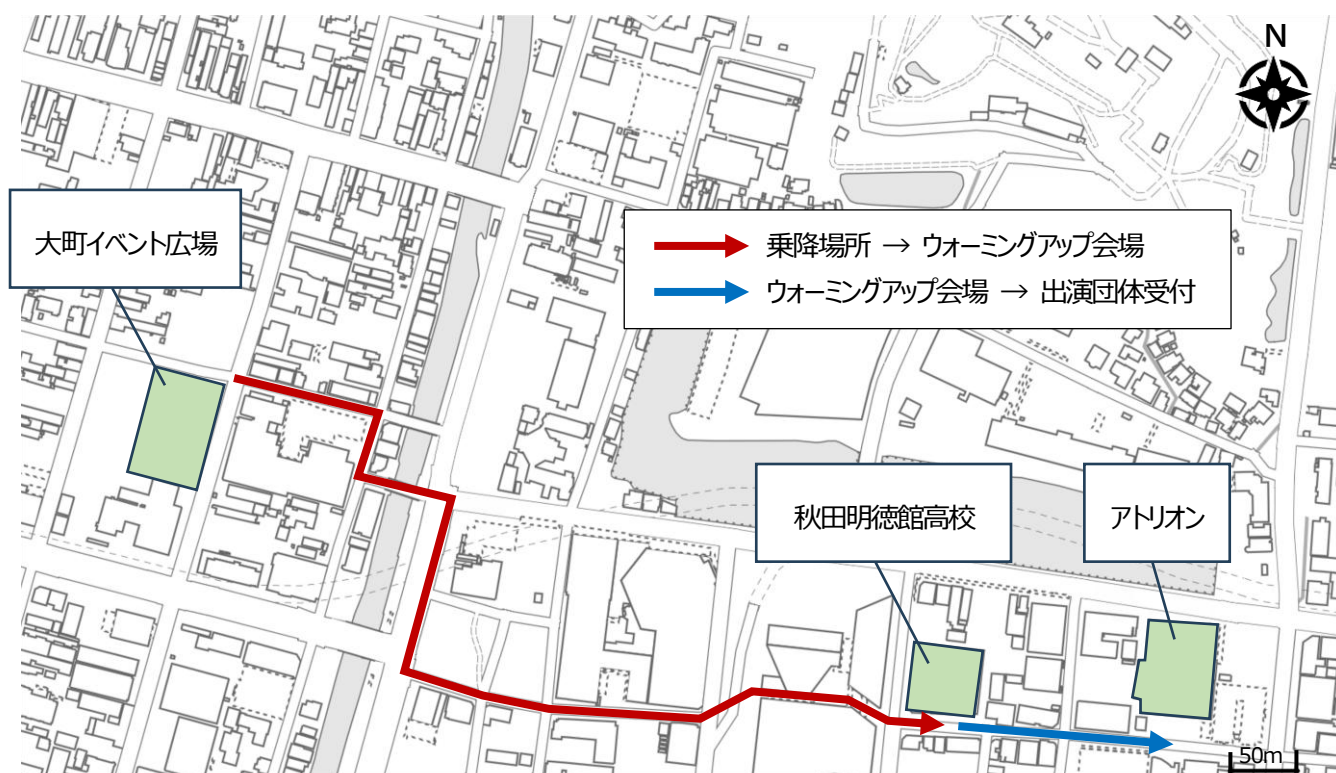 N
大町イベント広場
乗降場所 → ウォーミングアップ会場
ウォーミングアップ会場 → 出演団体受付
秋田明徳館高校
アトリオン
50m